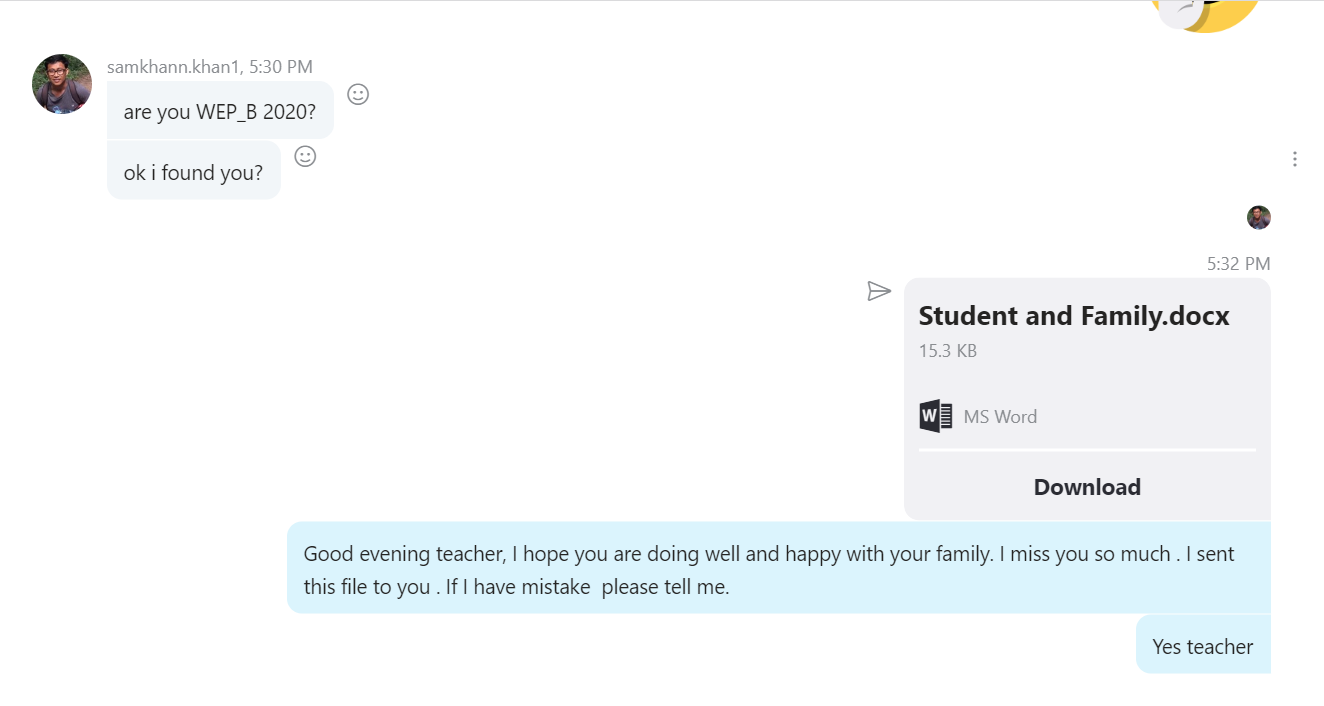 samkhann.khan1, 5:30 PM
are you WEP_B 2020?
ok i found you?
5:32 PM
Student and Family.docx
15.3 KB
W MS Word
Download
Good evening teacher, I hope you are doing well and happy with your family. I miss you so much . I sent
this file to you . If I have mistake  please tell me.
Yes teacher